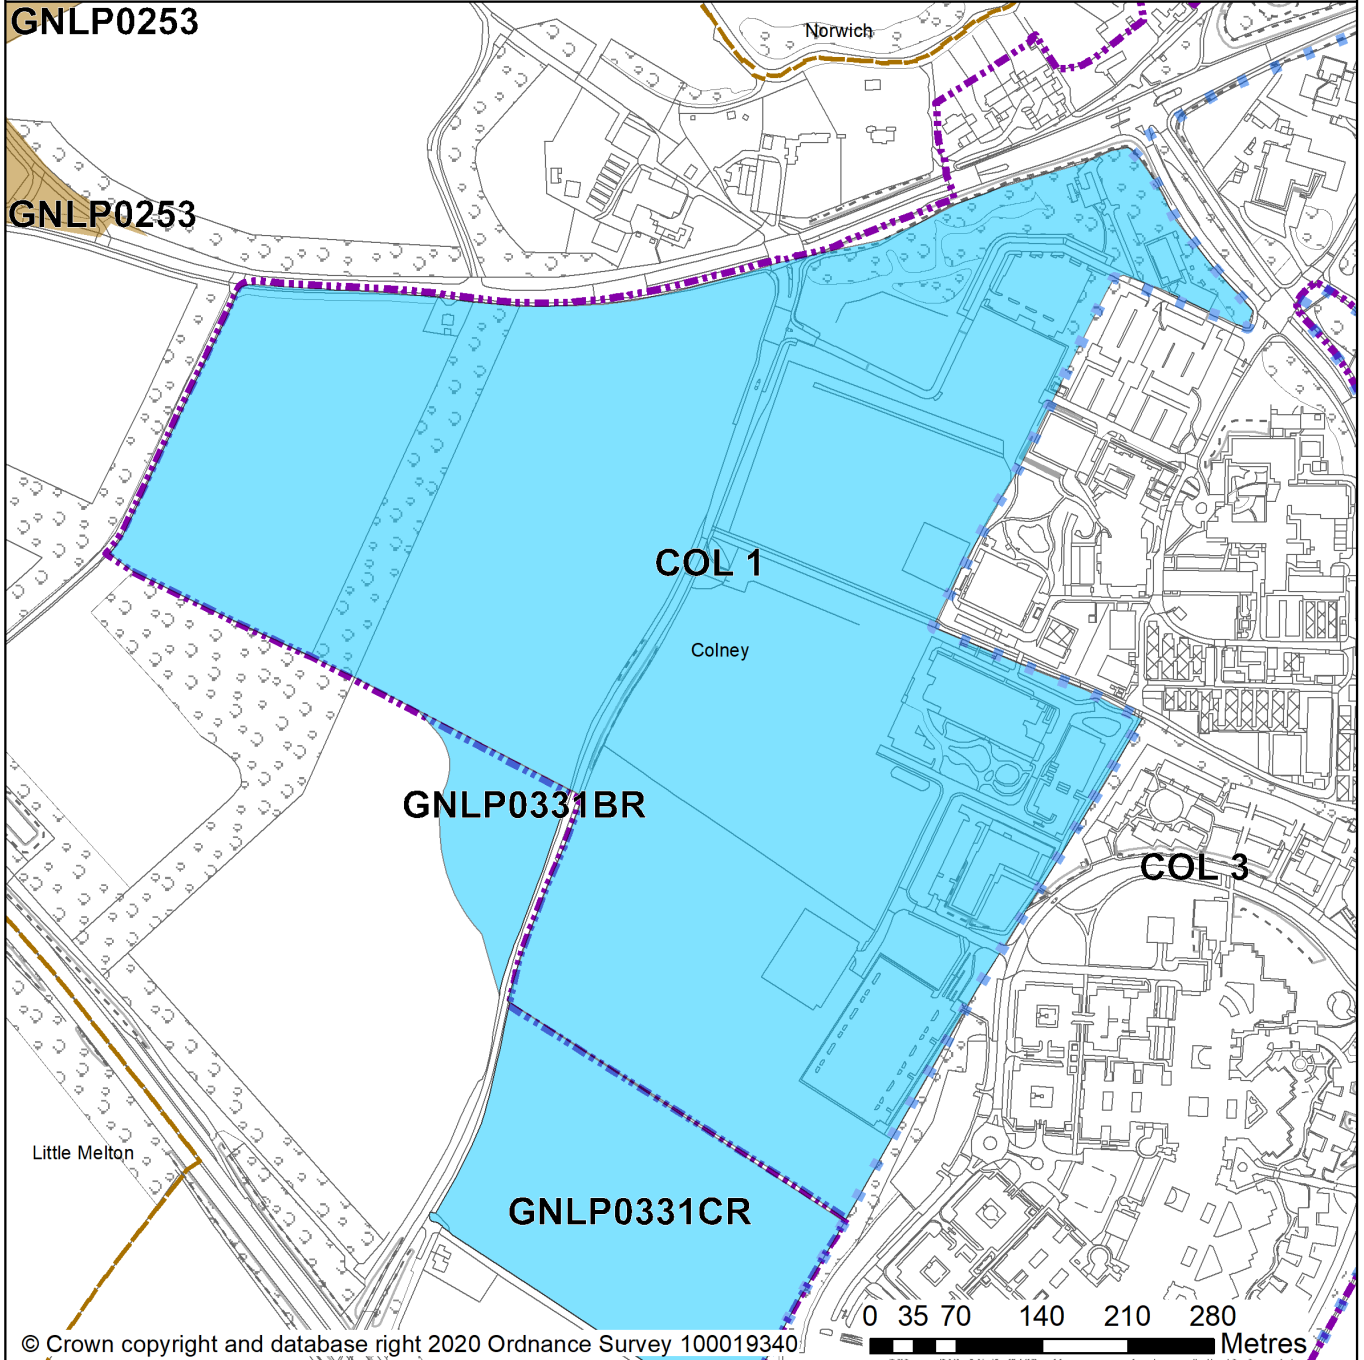 GNLP0253
Norwich
GNLP0253
COL 1
Colney
GNLP0331BR
COL 3
Little Melton
GNLP0331CR
0 35 70 140 210 280
Metres
© Crown copyright and database right 2020 Ordnance Survey 100019340